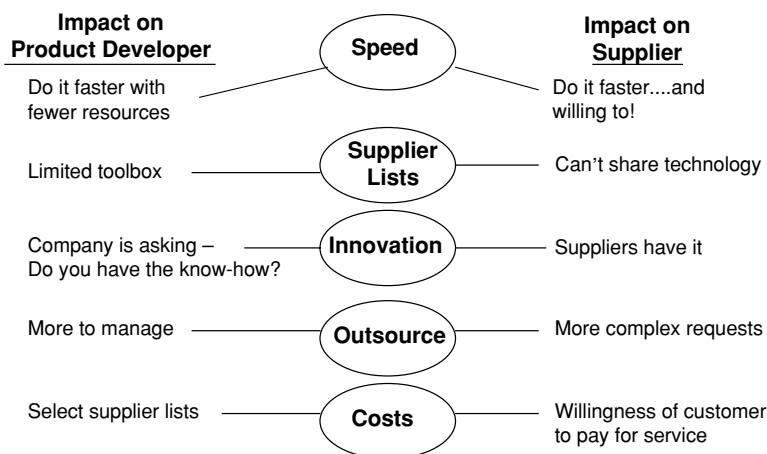 Impact on
Product Developer
Impact on
Supplier
Speed
Do it faster with
fewer resources
Do it faster....and
willing to!
Supplier
Lists
Limited toolbox
Can’t share technology
Innovation
Company is asking –
Do you have the know-how?
Suppliers have it
Outsource
More to manage
More complex requests
Costs
Select supplier lists
Willingness of customer
to pay for service